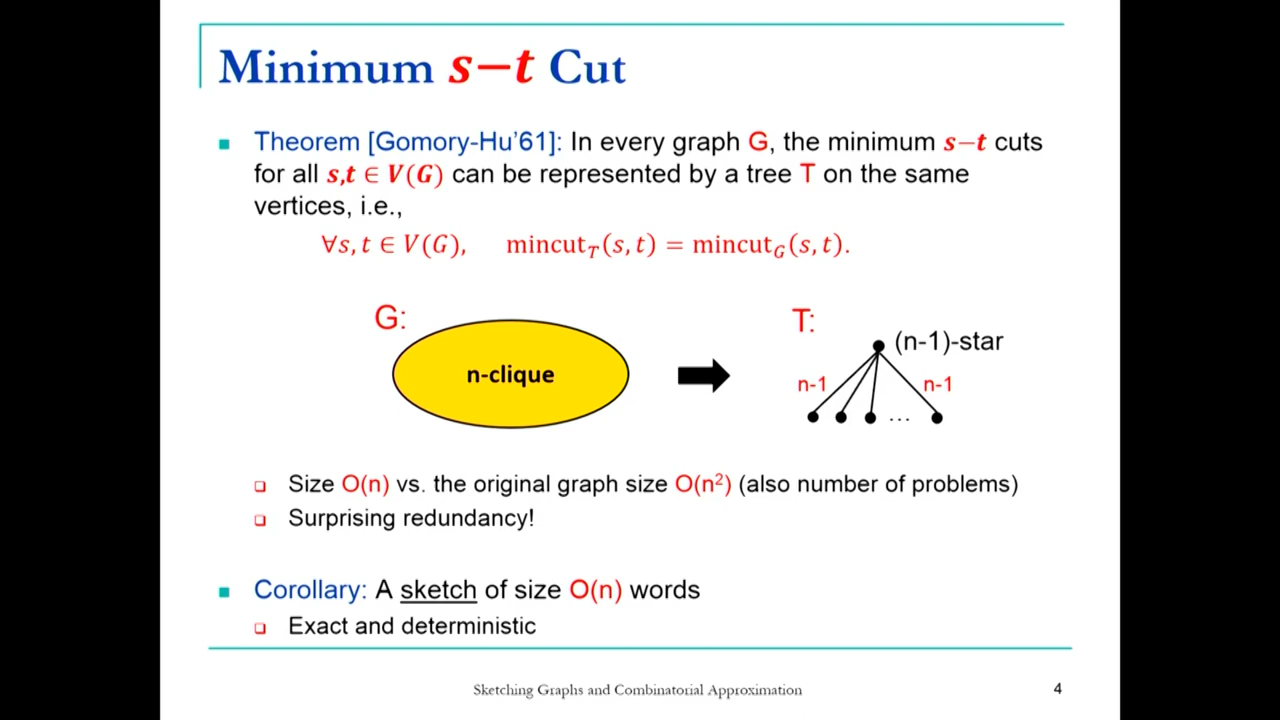 Minimum s−t Cut
Theorem [Gomory-Hu’61]: In every graph G, the minimum s−t cuts
for all s,t ∈ V(G) can be represented by a tree T on the same
vertices, i.e.,
∀s, t ∈ V(G), mincut_T(s, t) = mincut_G(s, t).
G:
n-clique
T:
(n-1)-star
n-1
n-1
...
Size O(n) vs. the original graph size O(n²) (also number of problems)
Surprising redundancy!
Corollary: A sketch of size O(n) words
Exact and deterministic
Sketching Graphs and Combinatorial Approximation
4